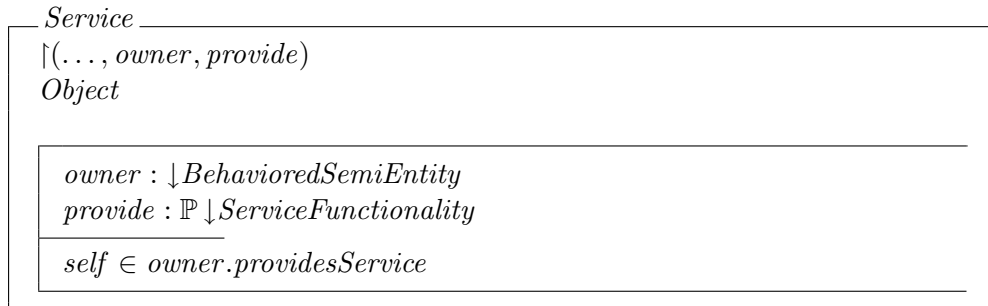 Service
↾(. . . , owner, provide)
Object
owner : ↓BehavioredSemiEntity
provide : ℙ ↓ServiceFunctionality
self ∈ owner.providesService